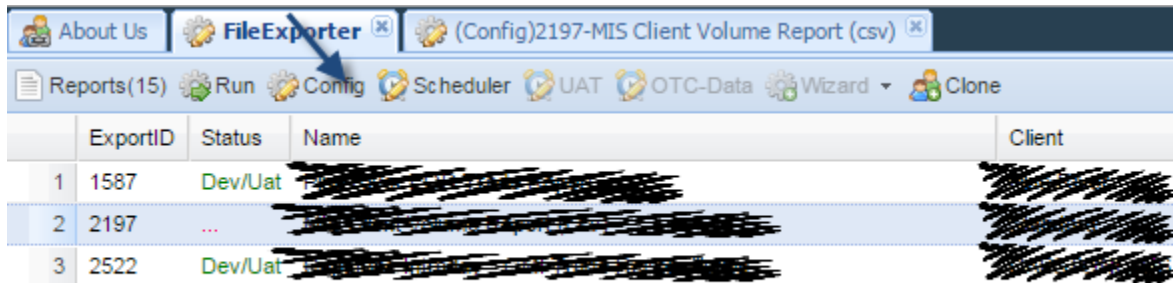 About Us FileExporter (Config)2197-MIS Client Volume Report (csv)
Reports(15) Run Config Scheduler UAT OTC-Data Wizard Clone
ExportID Status Name Client
1 1587 Dev/Uat
2 2197 ...
3 2522 Dev/Uat